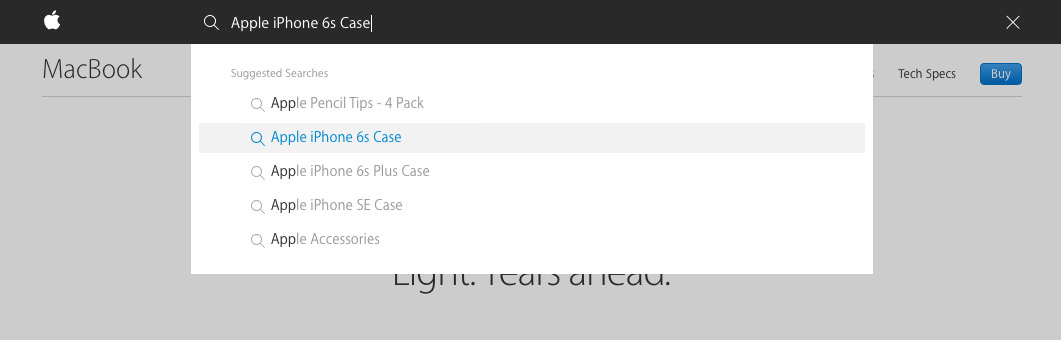 Apple iPhone 6s Case
MacBook
Tech Specs
Buy
Suggested Searches
Apple Pencil Tips - 4 Pack
Apple iPhone 6s Case
Apple iPhone 6s Plus Case
Apple iPhone SE Case
Apple Accessories
Light. Years ahead.